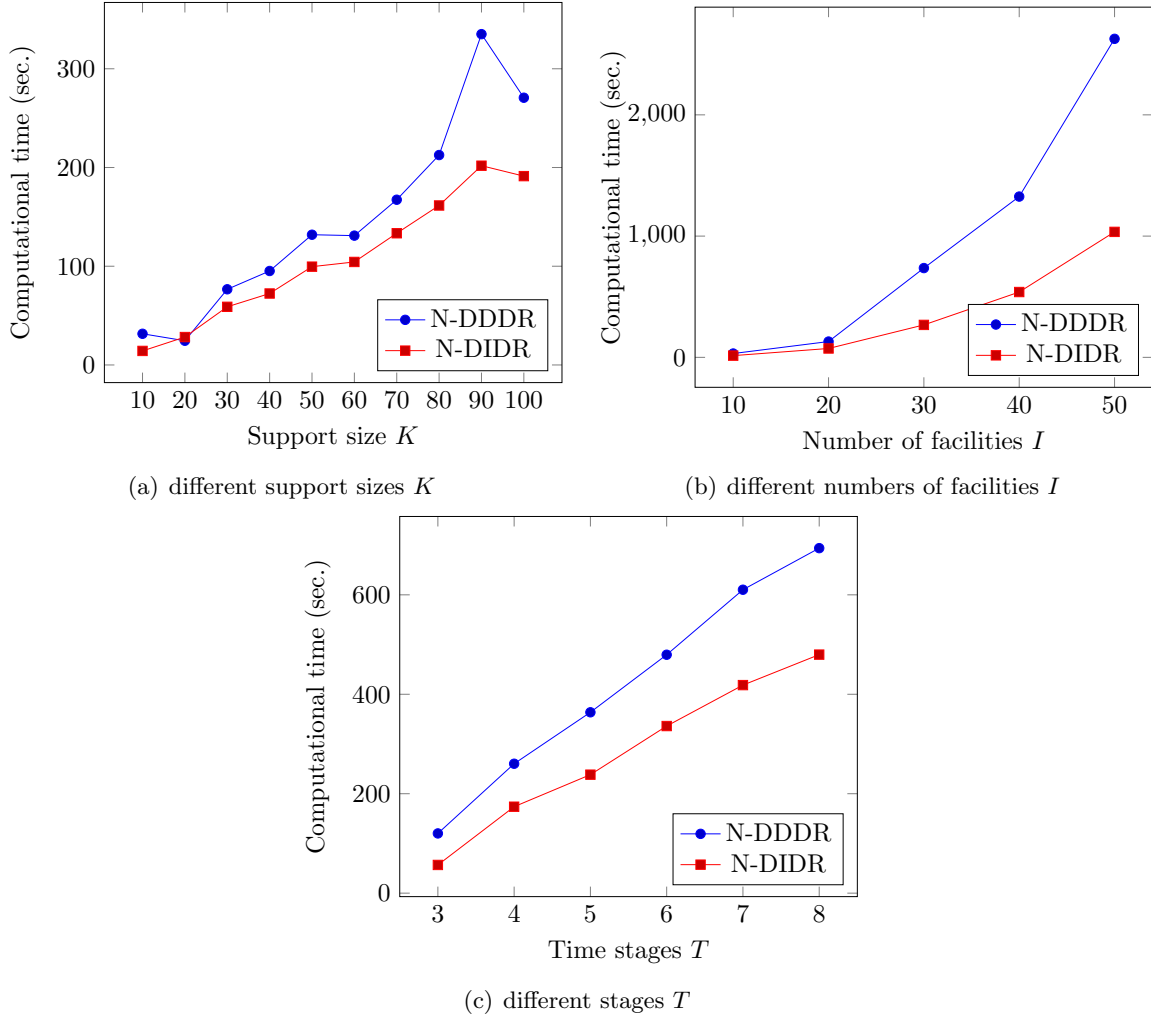 Computational time (sec.)
300
200
100
0
N-DDDR
N-DIDR
10 20 30 40 50 60 70 80 90 100
Support size K
(a) different support sizes K
Computational time (sec.)
2,000
1,000
0
N-DDDR
N-DIDR
10 20 30 40 50
Number of facilities I
(b) different numbers of facilities I
Computational time (sec.)
600
400
200
0
N-DDDR
N-DIDR
3 4 5 6 7 8
Time stages T
(c) different stages T